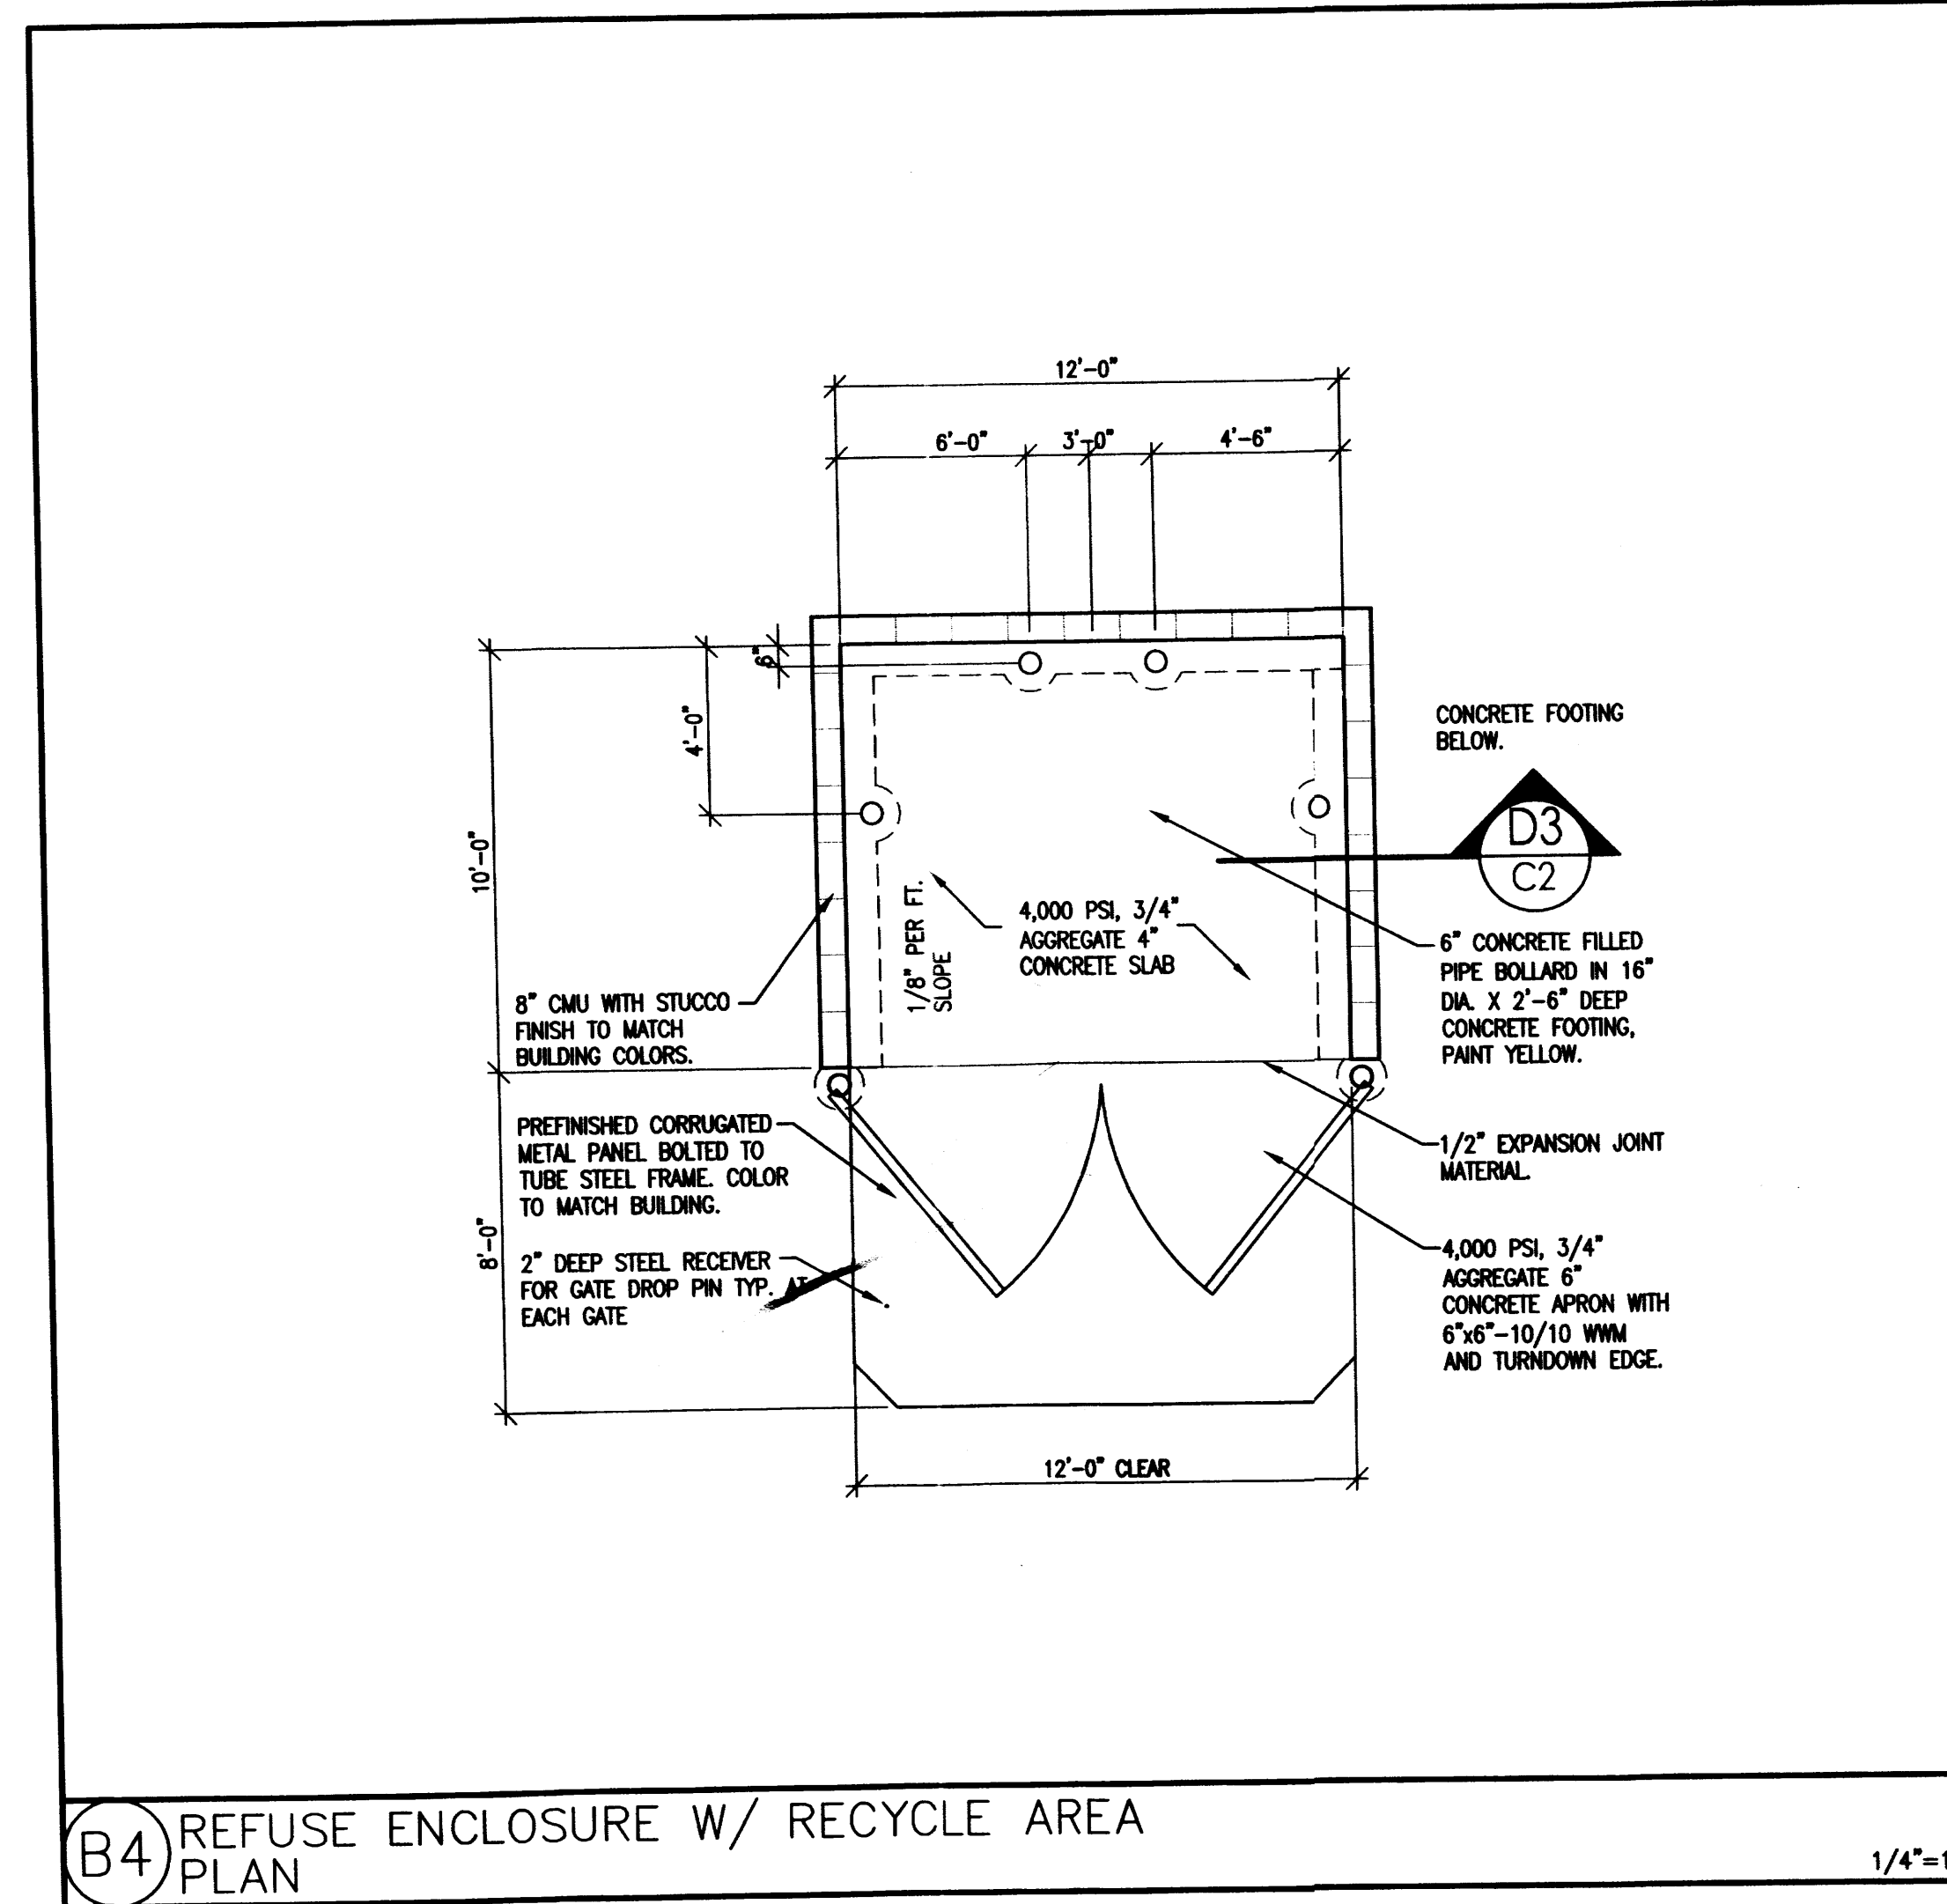 12'-0"
6'-0"
3'-0"
4'-6"
6"
4'-0"
10'-0"
8'-0"
CONCRETE FOOTING
BELOW.
D3
C2
1/8" PER FT.
SLOPE
4,000 PSI, 3/4"
AGGREGATE 4"
CONCRETE SLAB
6" CONCRETE FILLED
PIPE BOLLARD IN 16"
DIA. X 2'-6" DEEP
CONCRETE FOOTING,
PAINT YELLOW.
8" CMU WITH STUCCO
FINISH TO MATCH
BUILDING COLORS.
PREFINISHED CORRUGATED
METAL PANEL BOLTED TO
TUBE STEEL FRAME. COLOR
TO MATCH BUILDING.
1/2" EXPANSION JOINT
MATERIAL.
2" DEEP STEEL RECEIVER
FOR GATE DROP PIN TYP. AT
EACH GATE
4,000 PSI, 3/4"
AGGREGATE 6"
CONCRETE APRON WITH
6"x6"-10/10 WWM
AND TURNDOWN EDGE.
12'-0" CLEAR
B4
REFUSE ENCLOSURE W/ RECYCLE AREA
PLAN
1/4"=1